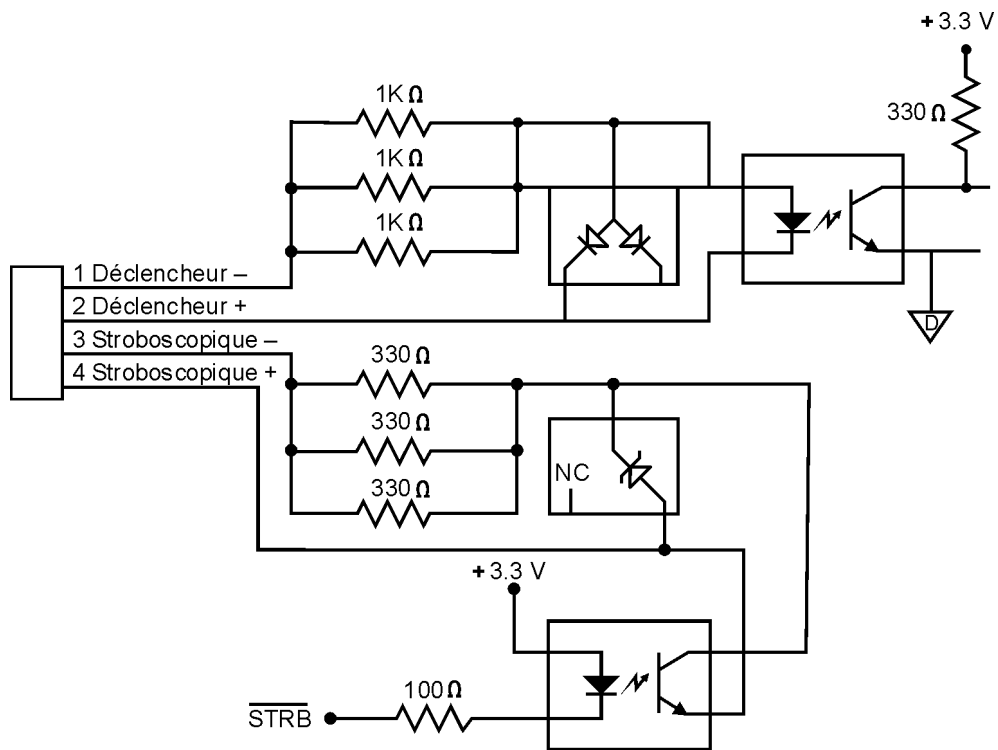 + 3.3 V
1K Ω
330 Ω
1K Ω
1K Ω
1 Déclencheur –
2 Déclencheur +
D
3 Stroboscopique –
330 Ω
4 Stroboscopique +
330 Ω
NC
330 Ω
+ 3.3 V
100 Ω
STRB